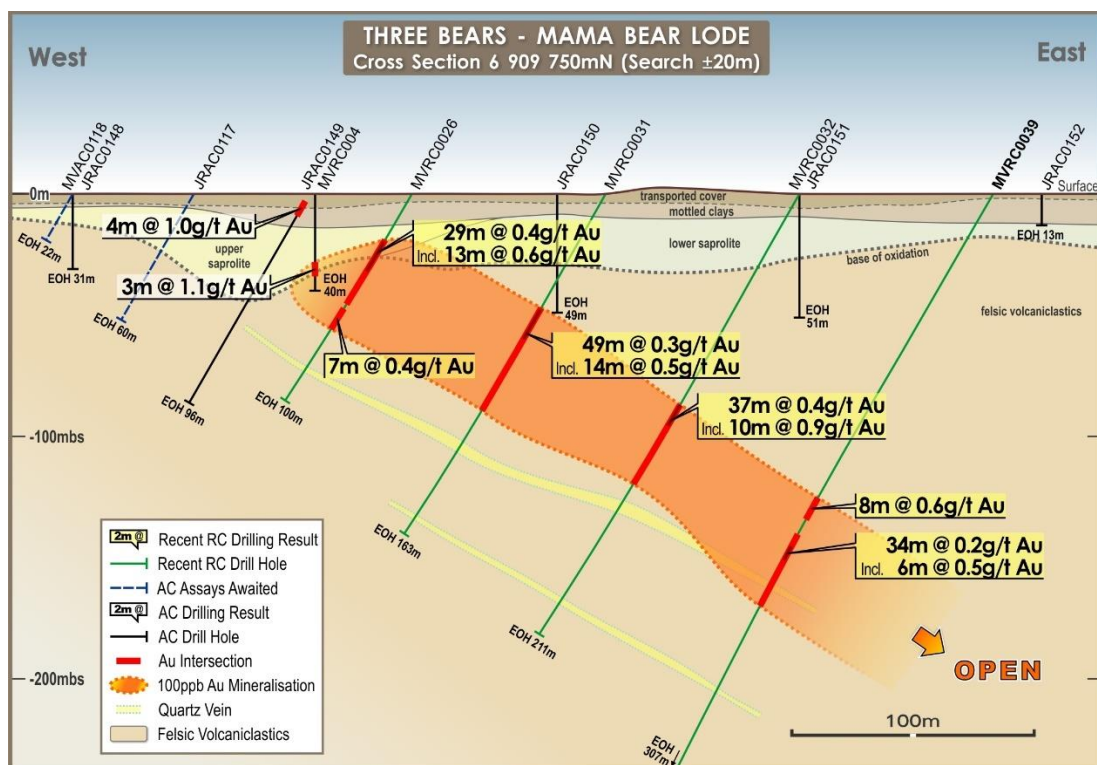 THREE BEARS - MAMA BEAR LODE
Cross Section 6 909 750mN (Search ±20m)
West
East
MVAC0118
JRAC0148
JRAC0117
JRAC0149
MVRC004
MVRC0026
JRAC0150
MVRC0031
MVRC0032
JRAC0151
MVRC0039
JRAC0152
0m
Surface
transported cover
mottled clays
4m @ 1.0g/t Au
29m @ 0.4g/t Au
Incl. 13m @ 0.6g/t Au
lower saprolite
upper
saprolite
base of oxidation
EOH 13m
EOH 22m
EOH 31m
3m @ 1.1g/t Au
EOH
40m
EOH
49m
EOH
51m
felsic volcaniclastics
EOH 60m
7m @ 0.4g/t Au
49m @ 0.3g/t Au
Incl. 14m @ 0.5g/t Au
EOH 96m
EOH 100m
37m @ 0.4g/t Au
Incl. 10m @ 0.9g/t Au
-100mbs
8m @ 0.6g/t Au
EOH 163m
34m @ 0.2g/t Au
Incl. 6m @ 0.5g/t Au
EOH 211m
OPEN
-200mbs
100m
EOH
307m
2m @ Recent RC Drilling Result
Recent RC Drill Hole
AC Assays Awaited
2m @ AC Drilling Result
AC Drill Hole
Au Intersection
100ppb Au Mineralisation
Quartz Vein
Felsic Volcaniclastics